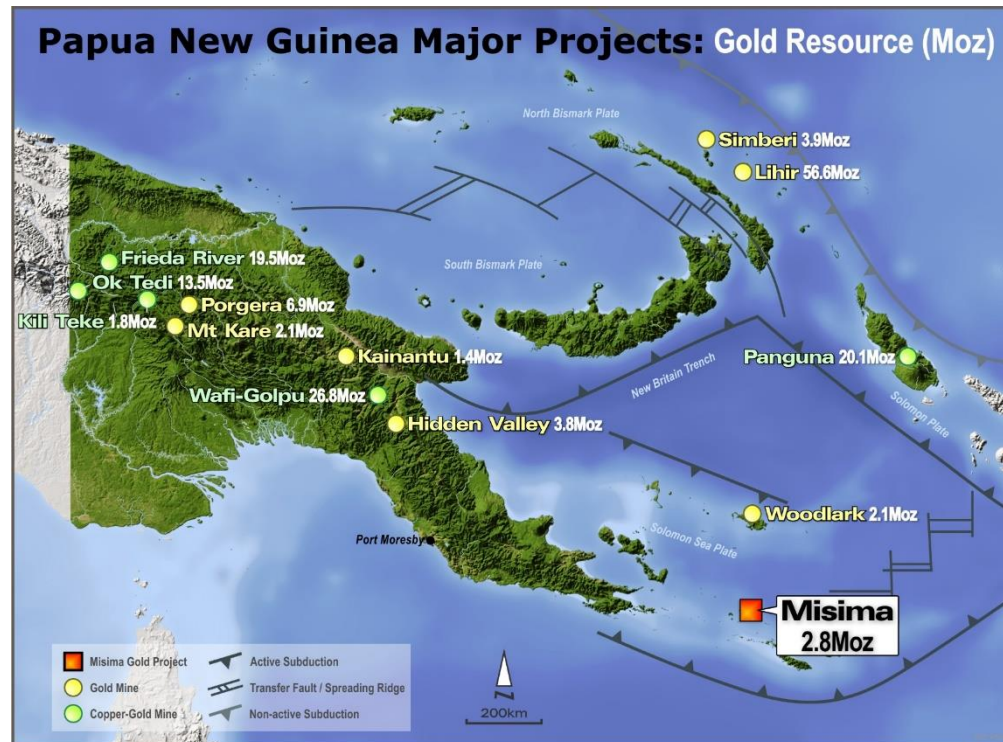 Papua New Guinea Major Projects: Gold Resource (Moz)
North Bismark Plate
Simberi 3.9Moz
Lihir 56.6Moz
Frieda River 19.5Moz
South Bismark Plate
Ok Tedi 13.5Moz
Porgera 6.9Moz
Kili Teke 1.8Moz
Mt Kare 2.1Moz
Kainantu 1.4Moz
Panguna 20.1Moz
New Britain Trench
Wafi-Golpu 26.8Moz
Solomon Plate
Hidden Valley 3.8Moz
Woodlark 2.1Moz
Port Moresby
Solomon Sea Plate
Misima
2.8Moz
Misima Gold Project
Active Subduction
Gold Mine
Transfer Fault / Spreading Ridge
N
Copper-Gold Mine
Non-active Subduction
200km